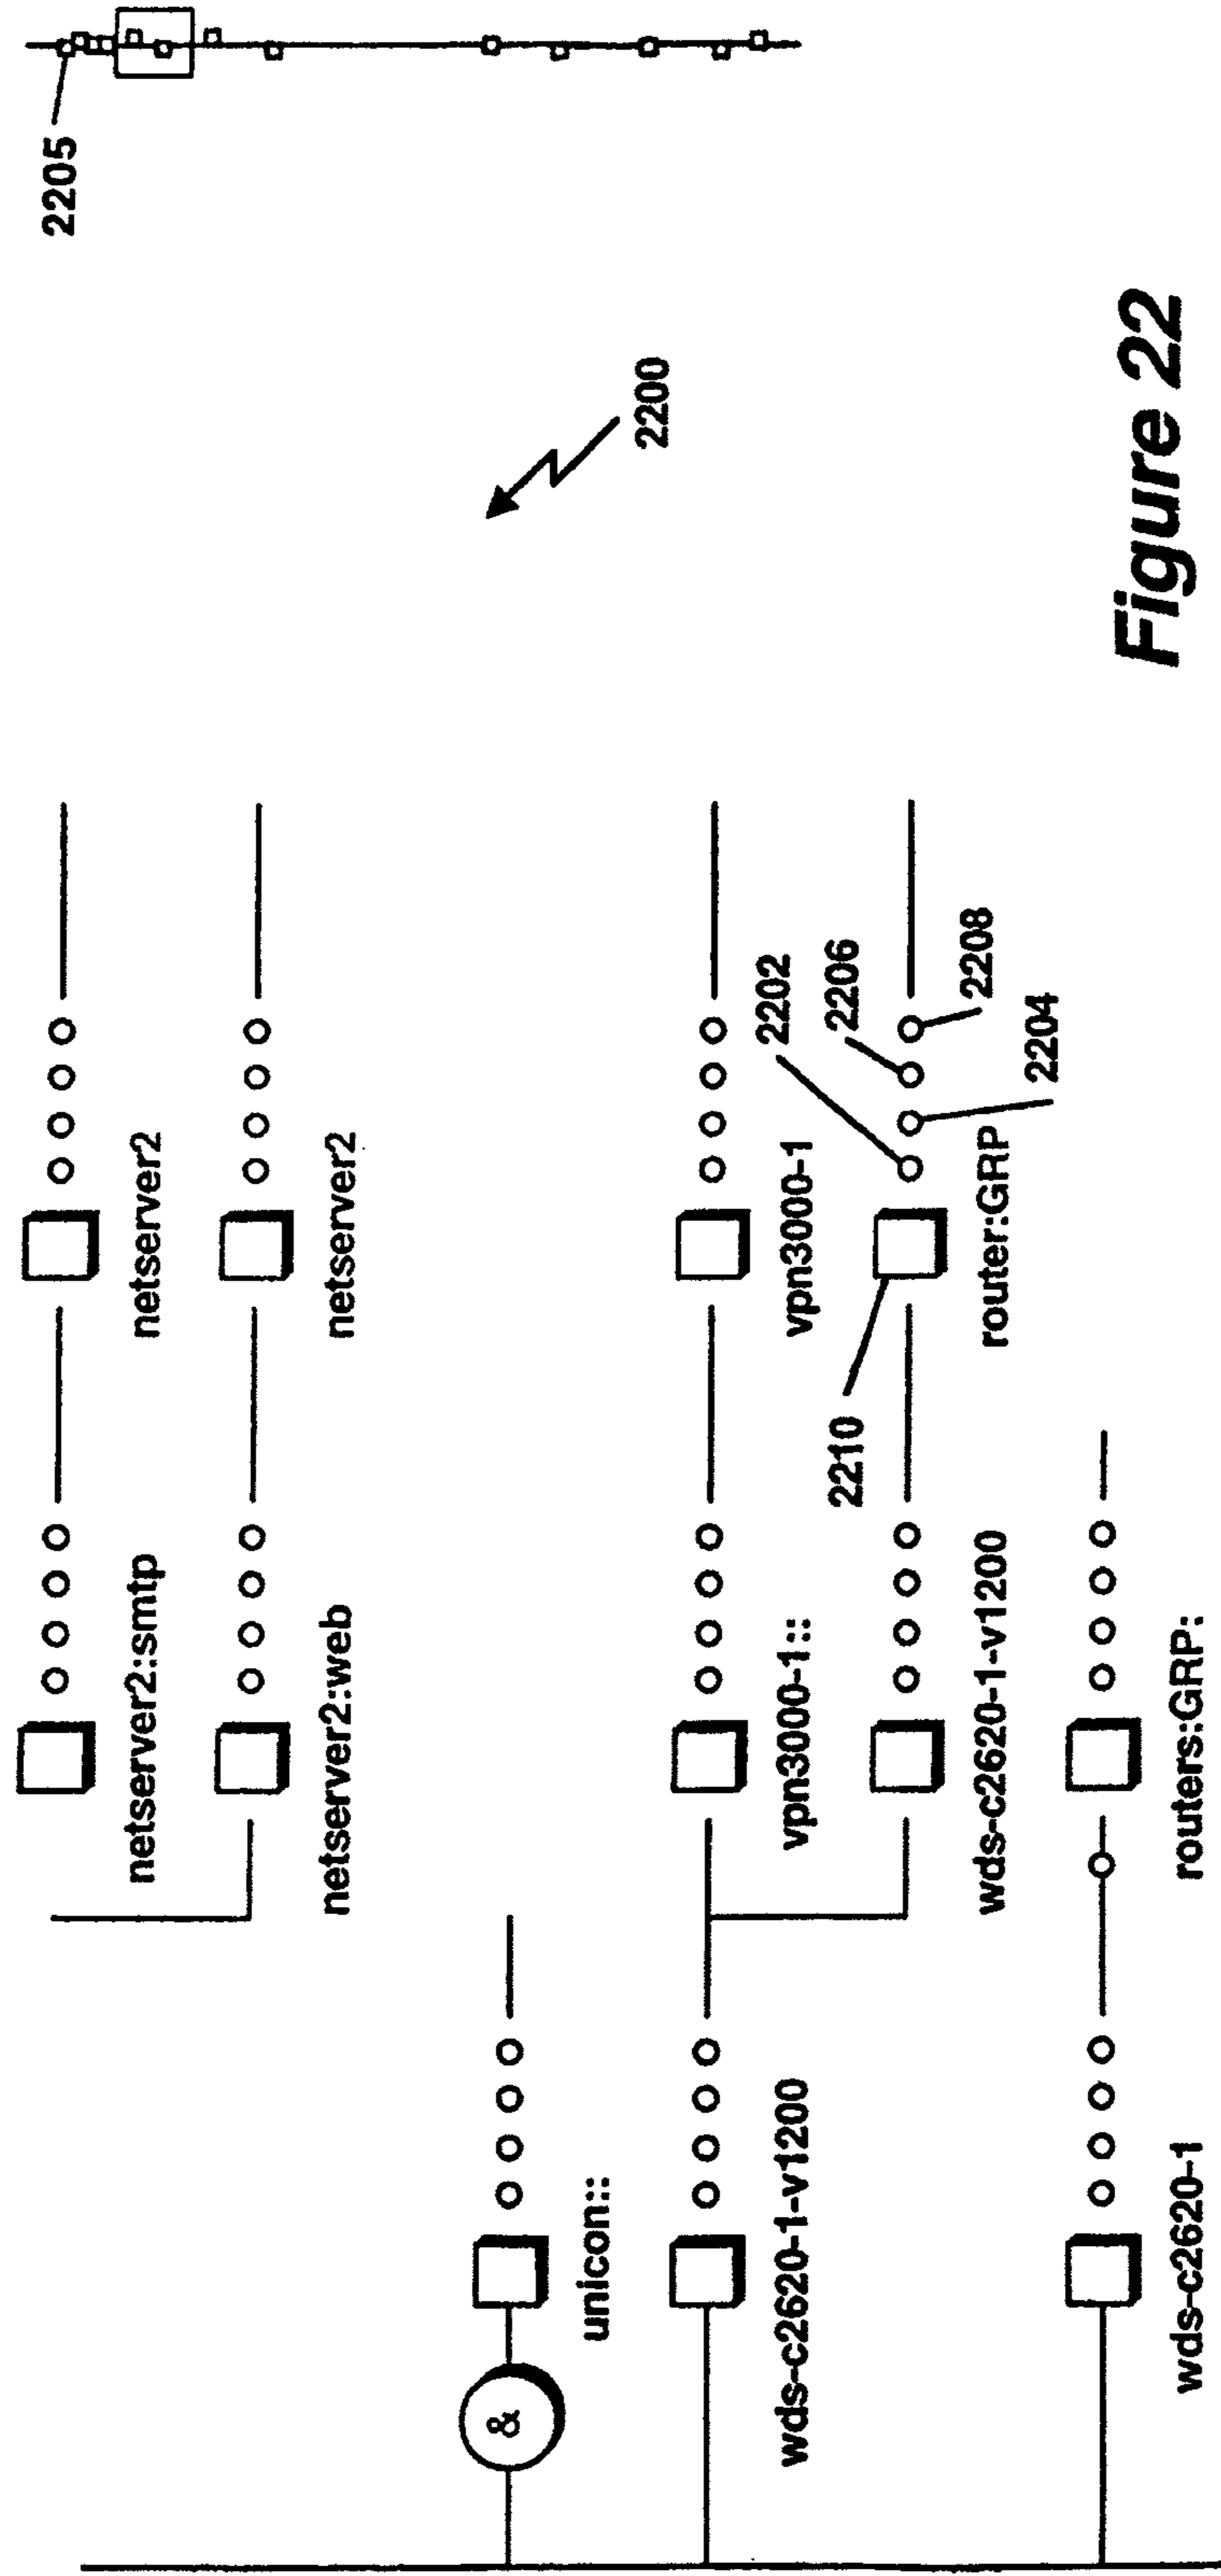 2205
netserver2:smtp
netserver2
netserver2:web
netserver2
2200
&
unicon::
wds-c2620-1-v1200
vpn3000-1::
vpn3000-1
2202
2206
2210
2208
wds-c2620-1-v1200
router:GRP
2204
wds-c2620-1
routers:GRP:
Figure 22